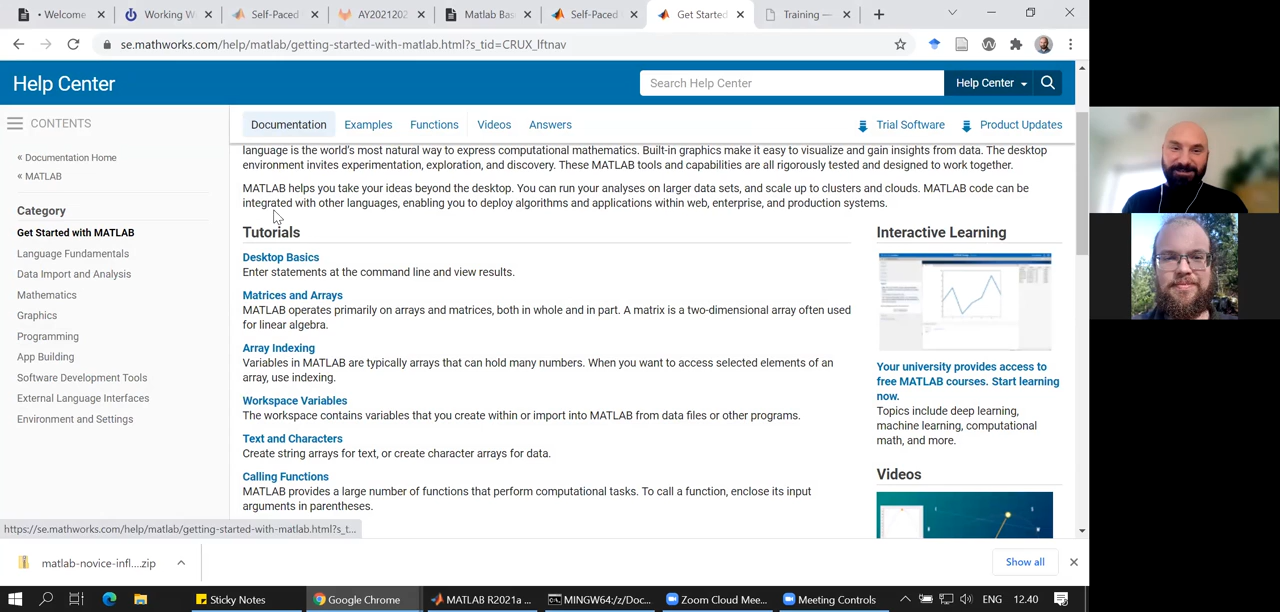 Welcome
Working W
Self-Paced
AY2021202
Matlab Bas
Self-Paced
Get Started
Training —
se.mathworks.com/help/matlab/getting-started-with-matlab.html?s_tid=CRUX_lftnav
Help Center
Search Help Center
Help Center
CONTENTS
Documentation
Examples
Functions
Videos
Answers
Trial Software
Product Updates
« Documentation Home
« MATLAB
Category
Get Started with MATLAB
Language Fundamentals
Data Import and Analysis
Mathematics
Graphics
Programming
App Building
Software Development Tools
External Language Interfaces
Environment and Settings
language is the world's most natural way to express computational mathematics. Built-in graphics make it easy to visualize and gain insights from data. The desktop
environment invites experimentation, exploration, and discovery. These MATLAB tools and capabilities are all rigorously tested and designed to work together.
MATLAB helps you take your ideas beyond the desktop. You can run your analyses on larger data sets, and scale up to clusters and clouds. MATLAB code can be
integrated with other languages, enabling you to deploy algorithms and applications within web, enterprise, and production systems.
Tutorials
Desktop Basics
Enter statements at the command line and view results.
Matrices and Arrays
MATLAB operates primarily on arrays and matrices, both in whole and in part. A matrix is a two-dimensional array often used
for linear algebra.
Array Indexing
Variables in MATLAB are typically arrays that can hold many numbers. When you want to access selected elements of an
array, use indexing.
Workspace Variables
The workspace contains variables that you create within or import into MATLAB from data files or other programs.
Text and Characters
Create string arrays for text, or create character arrays for data.
Calling Functions
MATLAB provides a large number of functions that perform computational tasks. To call a function, enclose its input
arguments in parentheses.
Interactive Learning
Your university provides access to
free MATLAB courses. Start learning
now.
Topics include deep learning,
machine learning, computational
math, and more.
Videos
https://se.mathworks.com/help/matlab/getting-started-with-matlab.html?s_t...
matlab-novice-infl....zip
Show all
Sticky Notes
Google Chrome
MATLAB R2021a ...
MINGW64:/z/Doc...
Zoom Cloud Mee...
Meeting Controls
ENG
12.40